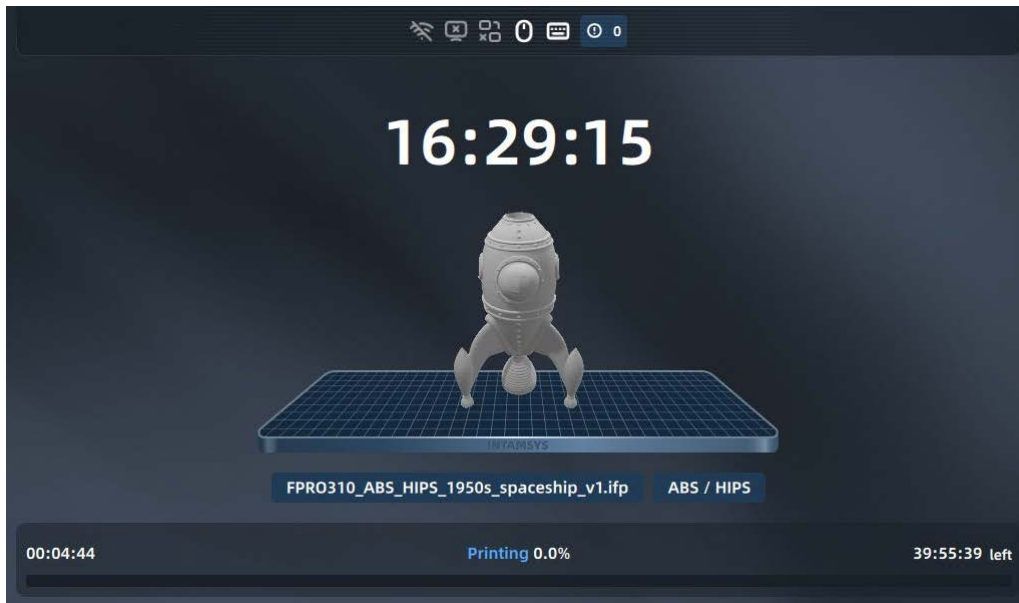 0
16:29:15
INTAMSYS
FPRO310_ABS_HIPS_1950s_spaceship_v1.ifp ABS / HIPS
00:04:44 Printing 0.0% 39:55:39 left